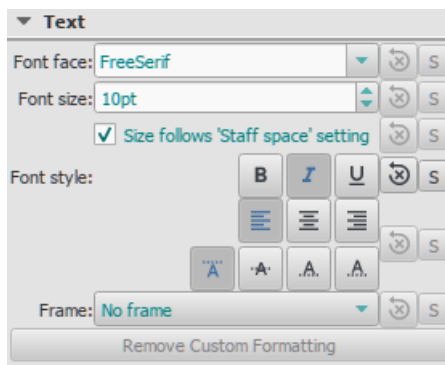 Text
Font face: FreeSerif S
Font size: 10pt S
Size follows 'Staff space' setting S
Font style: B I U S
A A .A. .A. S
Frame: No frame S
Remove Custom Formatting